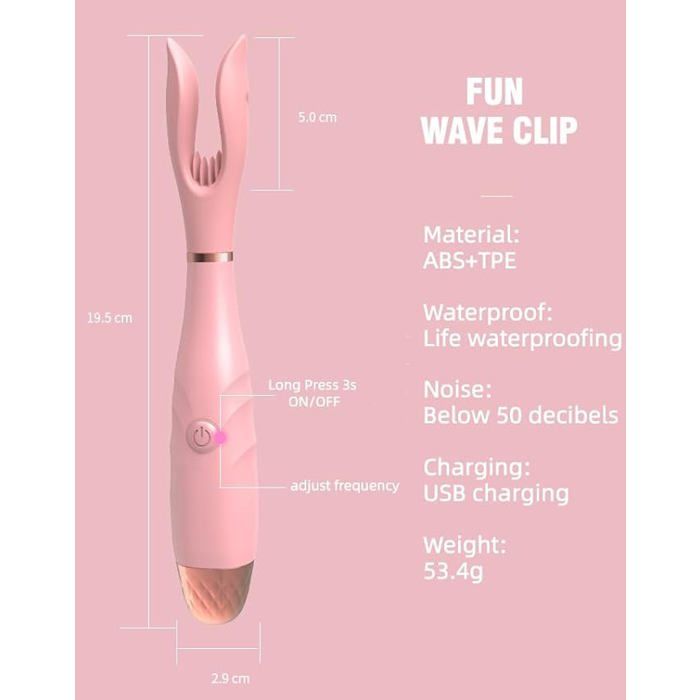 FUN
WAVE CLIP
5.0 cm
Material:
ABS+TPE
19.5 cm
Waterproof:
Life waterproofing
Long Press 3s
ON/OFF
Noise:
Below 50 decibels
adjust frequency
Charging:
USB charging
Weight:
53.4g
2.9 cm